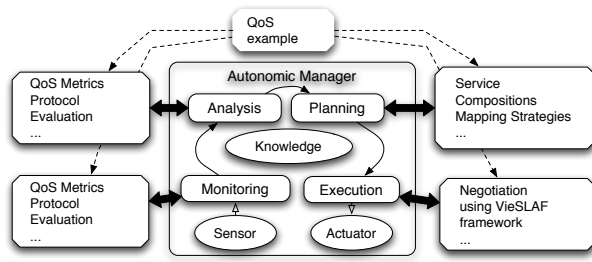 QoS
example
Autonomic Manager
QoS Metrics
Protocol
Evaluation
...
Analysis
Planning
Service
Compositions
Mapping Strategies
...
Knowledge
QoS Metrics
Protocol
Evaluation
...
Monitoring
Execution
Negotiation
using VieSLAF
framework
...
Sensor
Actuator